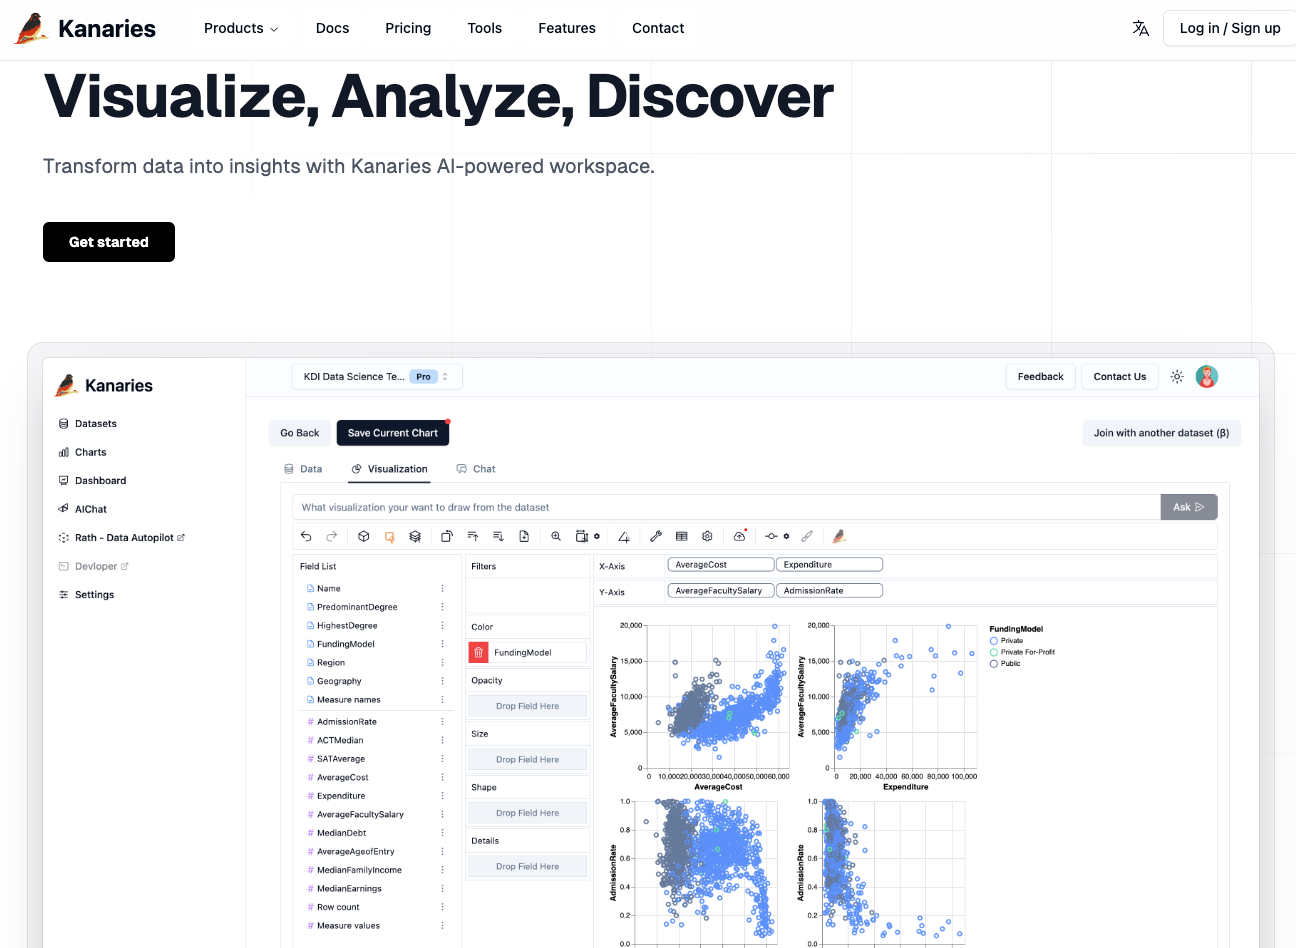 Kanaries
Products
Docs
Pricing
Tools
Features
Contact
Log in / Sign up
Visualize, Analyze, Discover
Transform data into insights with Kanaries AI-powered workspace.
Get started
Kanaries
KDI Data Science Te... Pro
Feedback
Contact Us
Datasets
Charts
Dashboard
AIChat
Rath - Data Autopilot
Devloper
Settings
Go Back
Save Current Chart
Join with another dataset (β)
Data
Visualization
Chat
What visualization your want to draw from the dataset
Ask
Field List
Name
PredominantDegree
HighestDegree
FundingModel
Region
Geography
Measure names
# AdmissionRate
# ACTMedian
# SATAverage
# AverageCost
# Expenditure
# AverageFacultySalary
# MedianDebt
# AverageAgeofEntry
# MedianFamilyIncome
# MedianEarnings
# Row count
# Measure values
Filters
Color
FundingModel
Opacity
Drop Field Here
Size
Drop Field Here
Shape
Drop Field Here
Details
Drop Field Here
X-Axis
AverageCost
Expenditure
Y-Axis
AverageFacultySalary
AdmissionRate
20,000
15,000
10,000
5,000
0
AverageFacultySalary
0 10,000 20,000 30,000 40,000 50,000 60,000
AverageCost
20,000
15,000
10,000
5,000
0
AverageFacultySalary
0 20,000 40,000 60,000 80,000 100,000
Expenditure
FundingModel
Private
Private For-Profit
Public
1.0
0.8
0.6
0.4
0.2
0.0
AdmissionRate
1.0
0.8
0.6
0.4
0.2
0.0
AdmissionRate